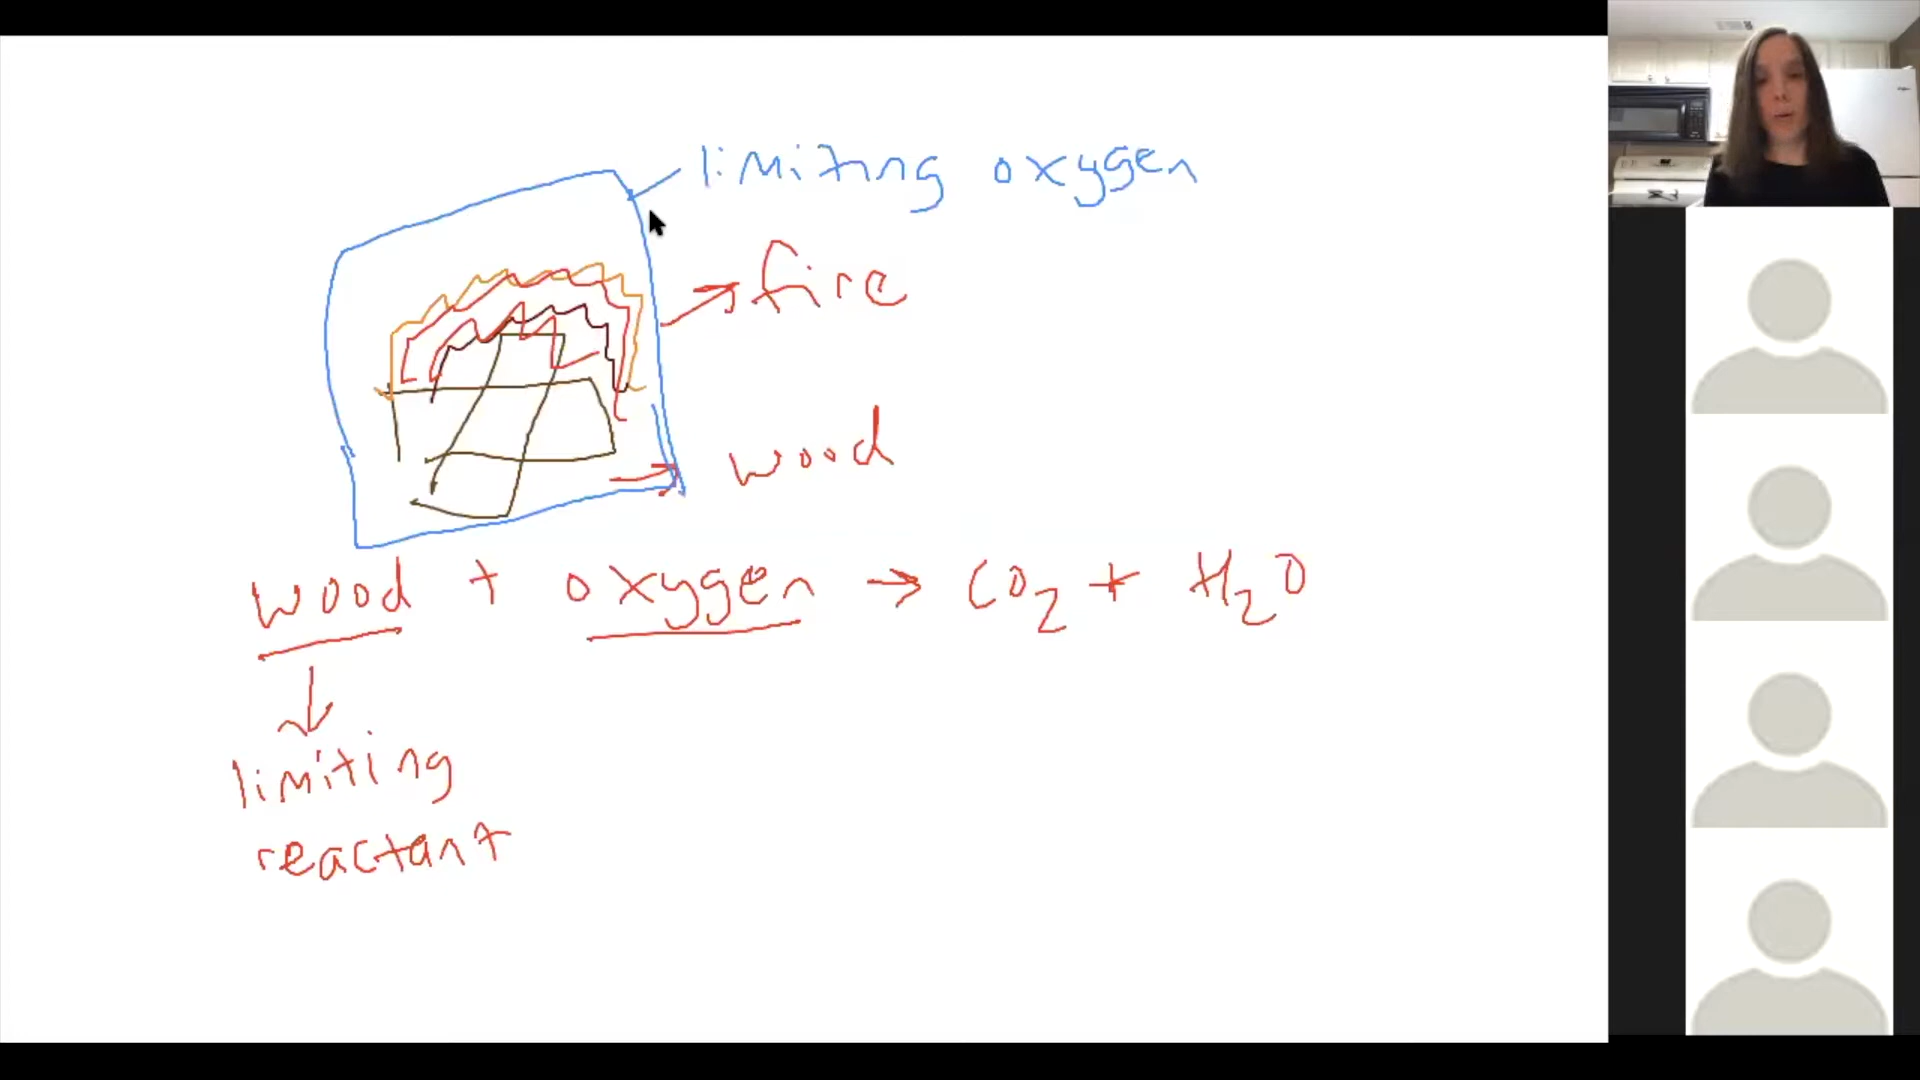 limiting oxygen
fire
wood
wood + oxygen → CO2 + H2O
limiting
reactant